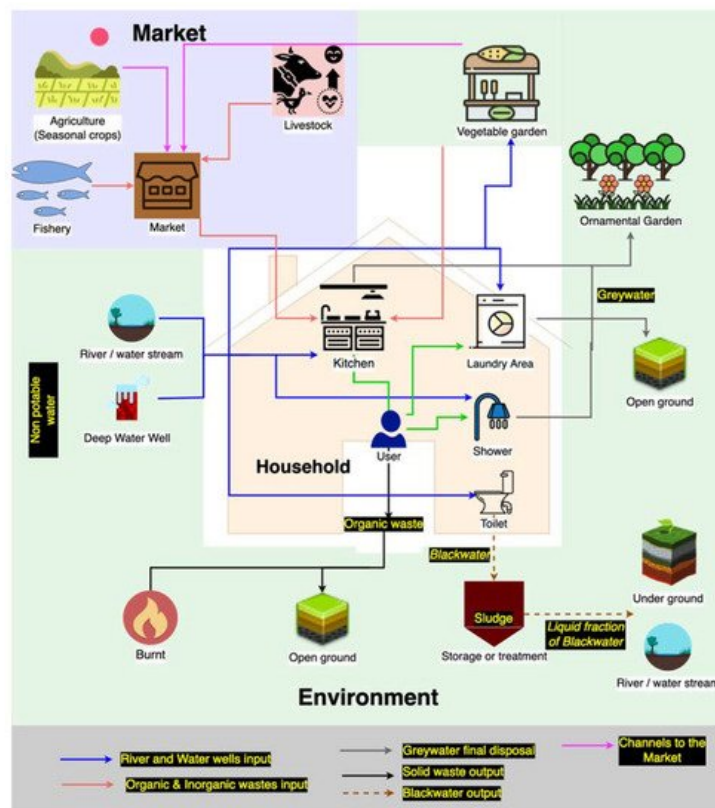 Market
Agriculture
(Seasonal crops)
Livestock
Vegetable garden
Fishery
Market
Ornamental Garden
Greywater
River / water stream
Kitchen
Laundry Area
Open ground
Non potable
water
Deep Water Well
User
Shower
Household
Organic waste
Toilet
Blackwater
Sludge
Under ground
Liquid fraction
of Blackwater
Burnt
Open ground
Storage or treatment
River / water stream
Environment
River and Water wells input
Greywater final disposal
Channels to the
Market
Organic & Inorganic wastes input
Solid waste output
Blackwater output